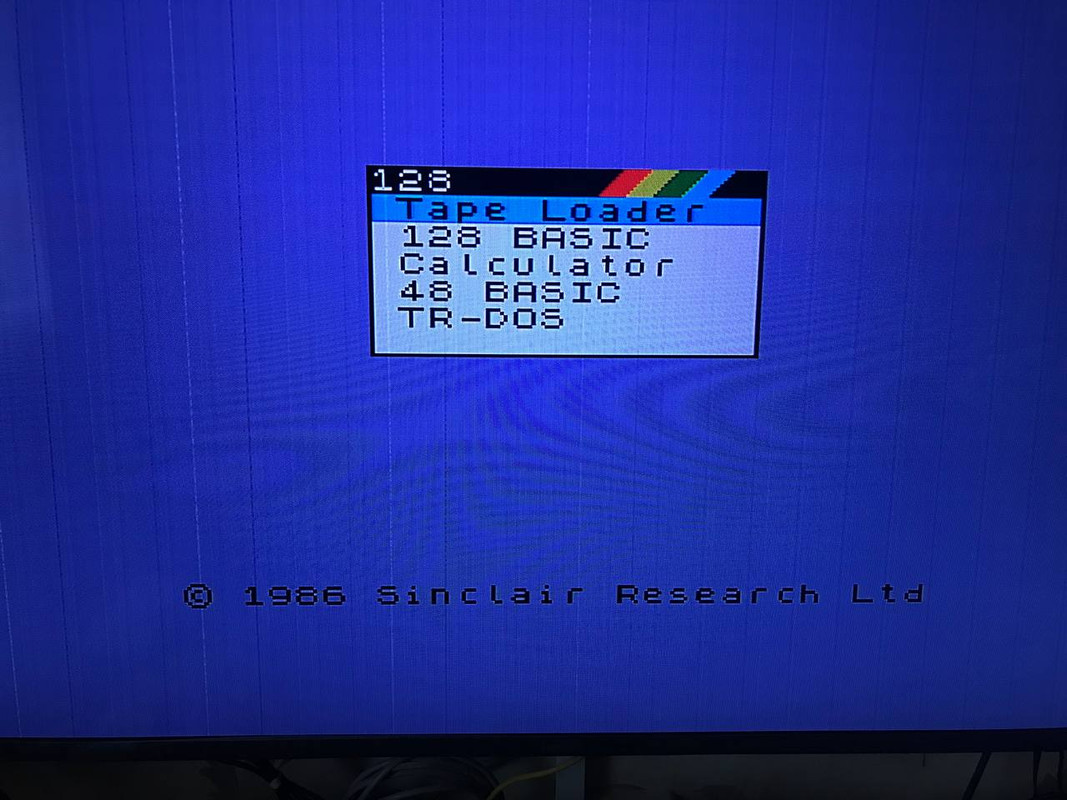 128
Tape Loader
128 BASIC
Calculator
48 BASIC
TR-DOS
© 1986 Sinclair Research Ltd